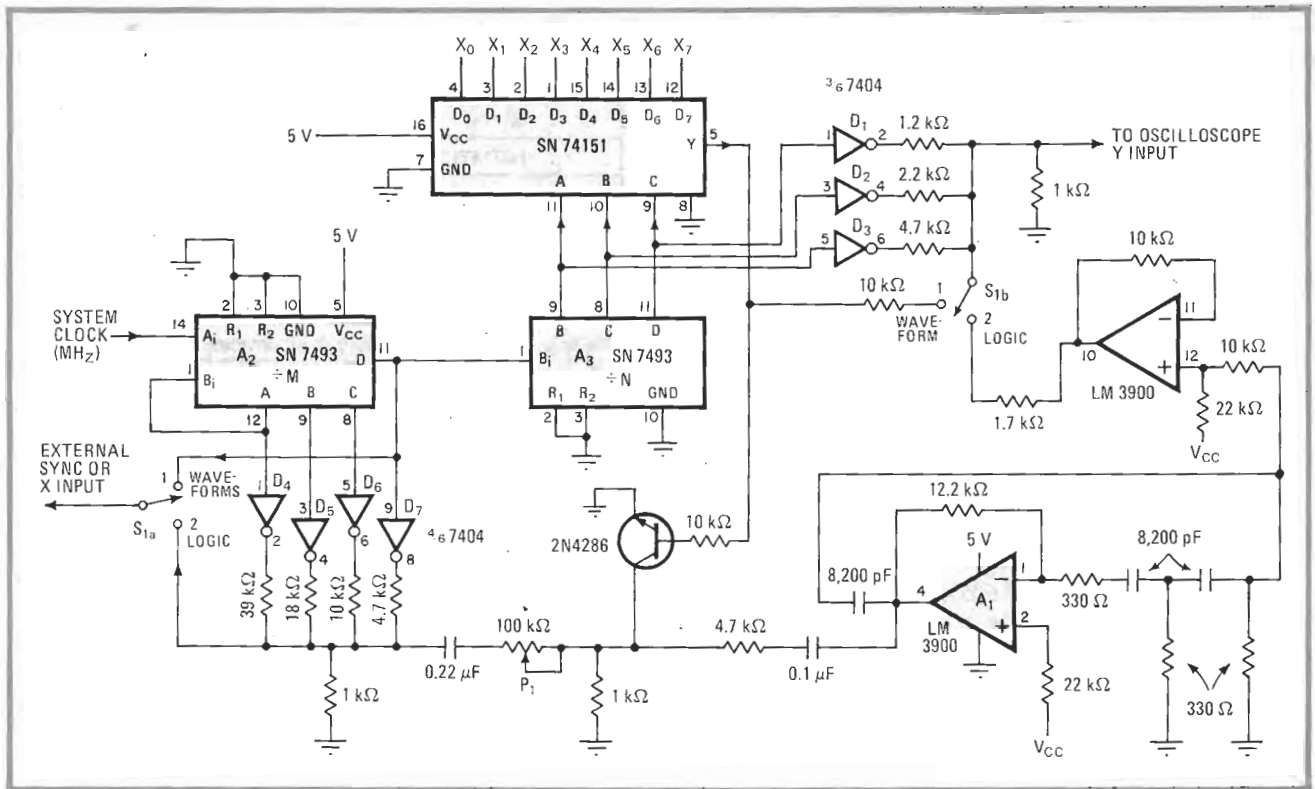 X0 X1 X2 X3 X4 X5 X6 X7
4 3 2 1 15 14 13 12
D0 D1 D2 D3 D4 D5 D6 D7
5 V
16
VCC
SN 74151
Y
5
7
GND
A B C
11 10 9 8
3⁄6 7404
1 D1 2 1.2 kΩ
3 D2 4 2.2 kΩ
5 D3 6 4.7 kΩ
TO OSCILLOSCOPE
Y INPUT
1 kΩ
10 kΩ
1
WAVE-
FORM
S1b
2
LOGIC
10 kΩ
11
−
10
+
12
LM 3900
10 kΩ
22 kΩ
VCC
1.7 kΩ
5 V
2 3 10 5
R1 R2 GND VCC
SYSTEM
CLOCK
(MHZ)
14
Ai
A2 SN 7493
÷M
D
11
1
Bi
A B C
12 9 8
9 8 11
B C D
1
Bi
A3 SN 7493
÷N
R1 R2 GND
2 3 10
EXTERNAL
SYNC OR
X INPUT
1
WAVE-
FORMS
S1a
2
LOGIC
1 D4 2
3 D5 4
5 D6 6
9 D7 8
4⁄6 7404
39 kΩ
18 kΩ
10 kΩ
4.7 kΩ
1 kΩ
0.22 μF
100 kΩ
P1
2N4286
10 kΩ
1 kΩ
4.7 kΩ
0.1 μF
8,200 pF
12.2 kΩ
5 V
4
A1
− 1
+ 2
LM
3900
330 Ω
8,200 pF
22 kΩ
VCC
330 Ω